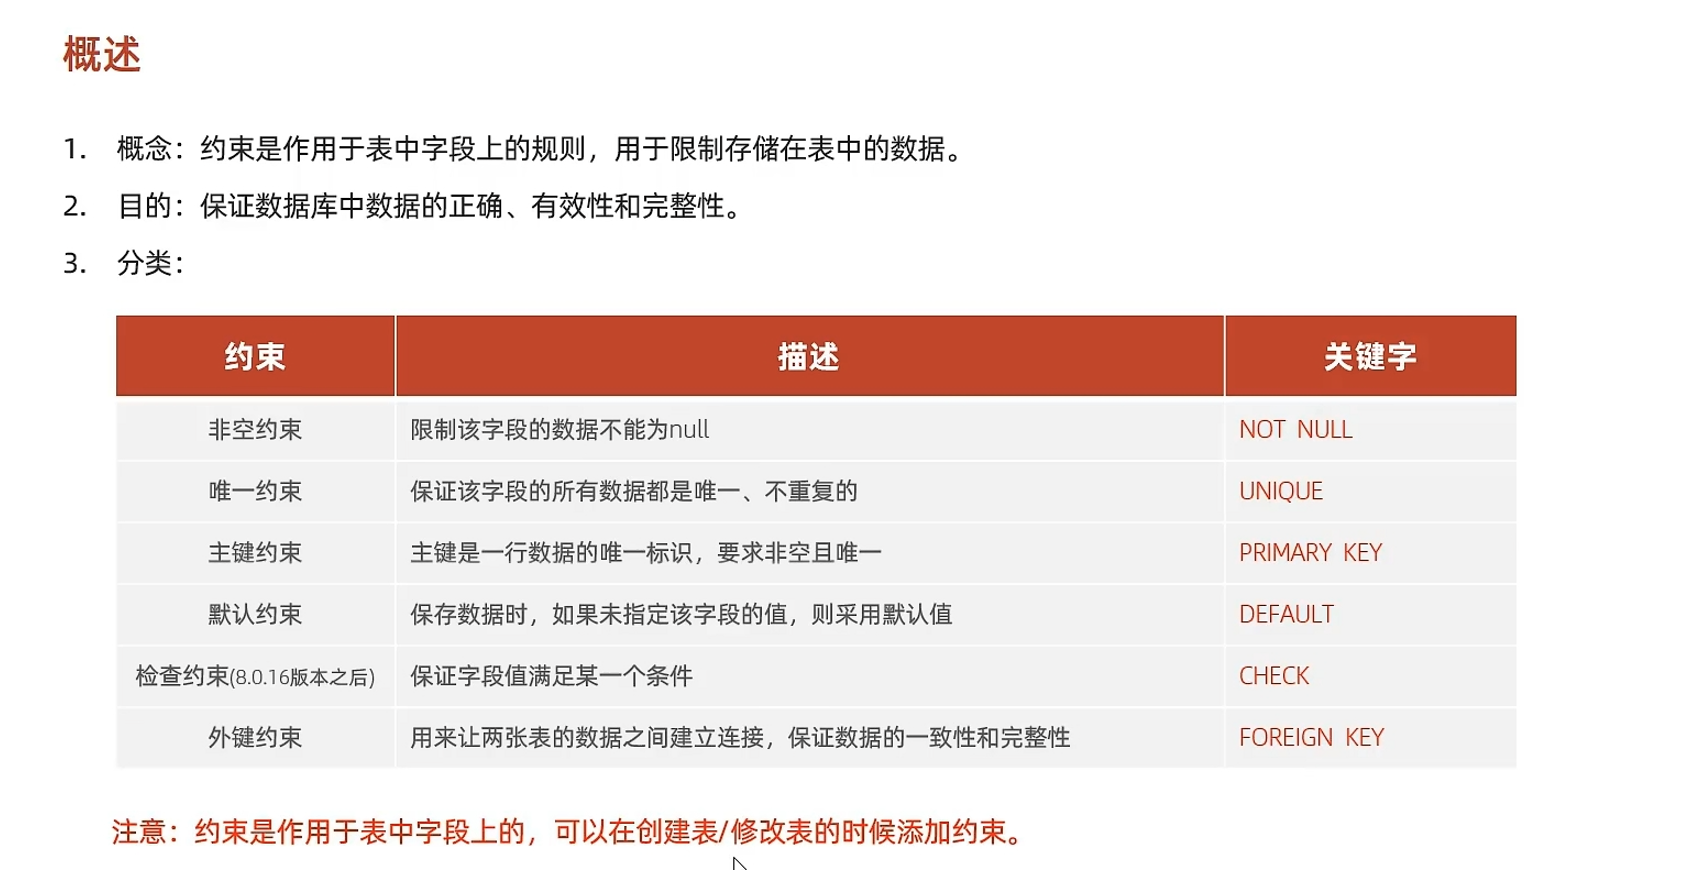 概述
1. 概念：约束是作用于表中字段上的规则，用于限制存储在表中的数据。
2. 目的：保证数据库中数据的正确、有效性和完整性。
3. 分类：
约束 描述 关键字
非空约束 限制该字段的数据不能为null NOT NULL
唯一约束 保证该字段的所有数据都是唯一、不重复的 UNIQUE
主键约束 主键是一行数据的唯一标识，要求非空且唯一 PRIMARY KEY
默认约束 保存数据时，如果未指定该字段的值，则采用默认值 DEFAULT
检查约束(8.0.16版本之后) 保证字段值满足某一个条件 CHECK
外键约束 用来让两张表的数据之间建立连接，保证数据的一致性和完整性 FOREIGN KEY
注意：约束是作用于表中字段上的，可以在创建表/修改表的时候添加约束。